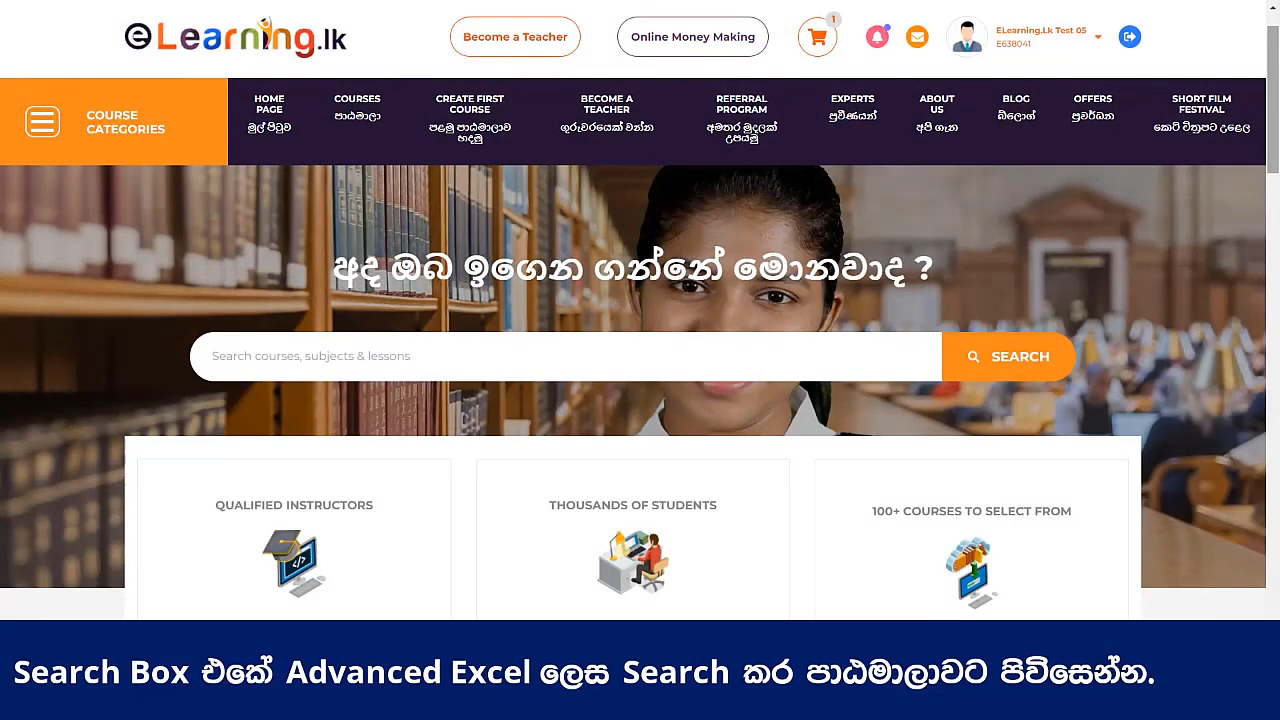 eLearning.lk
Become a Teacher
Online Money Making
1
ELearning.Lk Test 05
E638041
COURSE
CATEGORIES
HOME
PAGE
මුල් පිටුව
COURSES
පාඨමාලා
CREATE FIRST
COURSE
පළමු පාඨමාලාව
හදමු
BECOME A
TEACHER
ගුරුවරයෙක් වන්න
REFERRAL
PROGRAM
අමතර මුදලක්
උපයමු
EXPERTS
ප්‍රවීණයන්
ABOUT
US
අපි ගැන
BLOG
බ්ලොග්
OFFERS
ප්‍රවර්ධන
SHORT FILM
FESTIVAL
කෙටි චිත්‍රපට උළෙල
අද ඔබ ඉගෙන ගන්නේ මොනවාද ?
Search courses, subjects & lessons
SEARCH
QUALIFIED INSTRUCTORS
THOUSANDS OF STUDENTS
100+ COURSES TO SELECT FROM
Search Box එකේ Advanced Excel ලෙස Search කර පාඨමාලාවට පිවිසෙන්න.